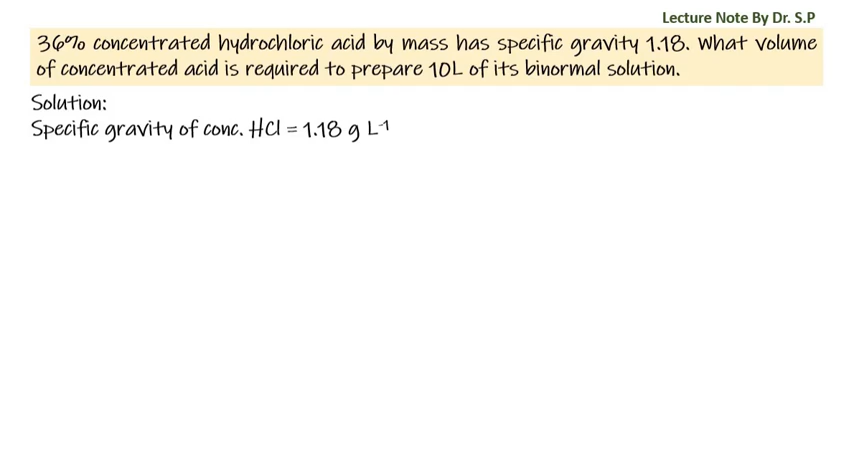 Lecture Note By Dr. S.P
36% concentrated hydrochloric acid by mass has specific gravity 1.18. What volume
of concentrated acid is required to prepare 10L of its binormal solution.
Solution:
Specific gravity of conc. HCl = 1.18 g L-1